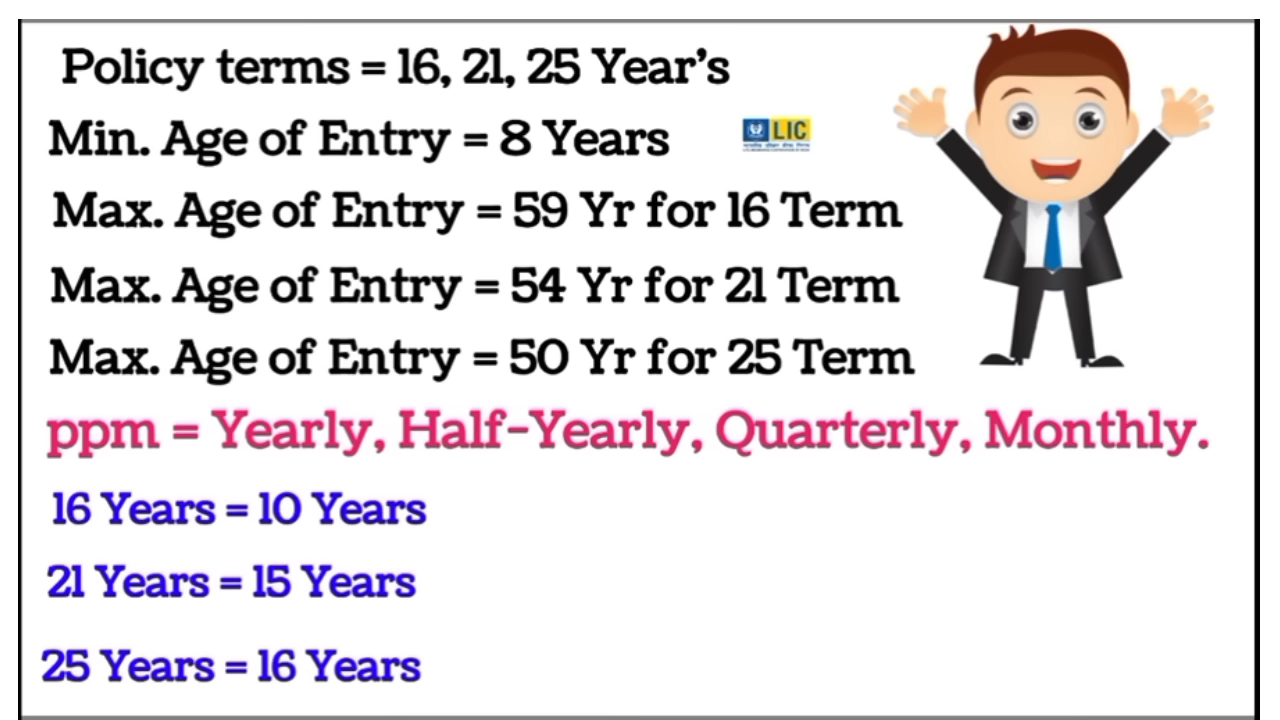 Policy terms = 16, 21, 25 Year's
Min. Age of Entry = 8 Years
LIC
Max. Age of Entry = 59 Yr for 16 Term
Max. Age of Entry = 54 Yr for 21 Term
Max. Age of Entry = 50 Yr for 25 Term
ppm = Yearly, Half-Yearly, Quarterly, Monthly.
16 Years = 10 Years
21 Years = 15 Years
25 Years = 16 Years